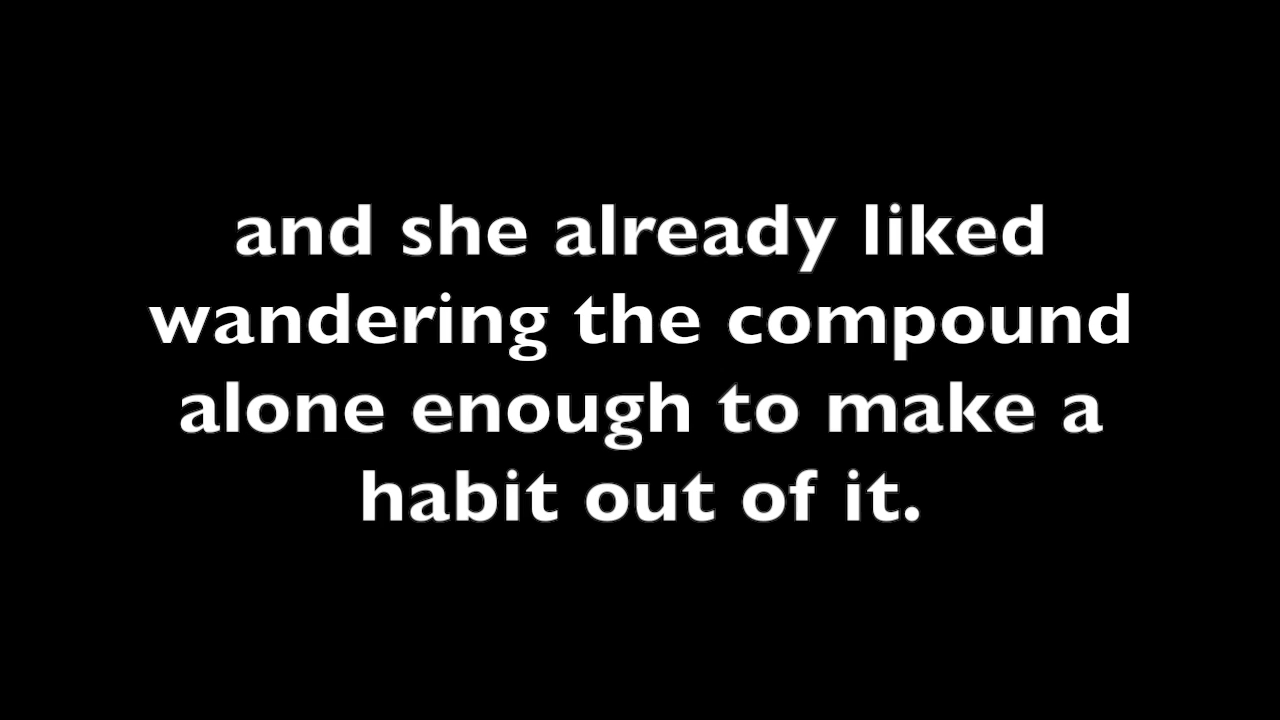 and she already liked
wandering the compound
alone enough to make a
habit out of it.